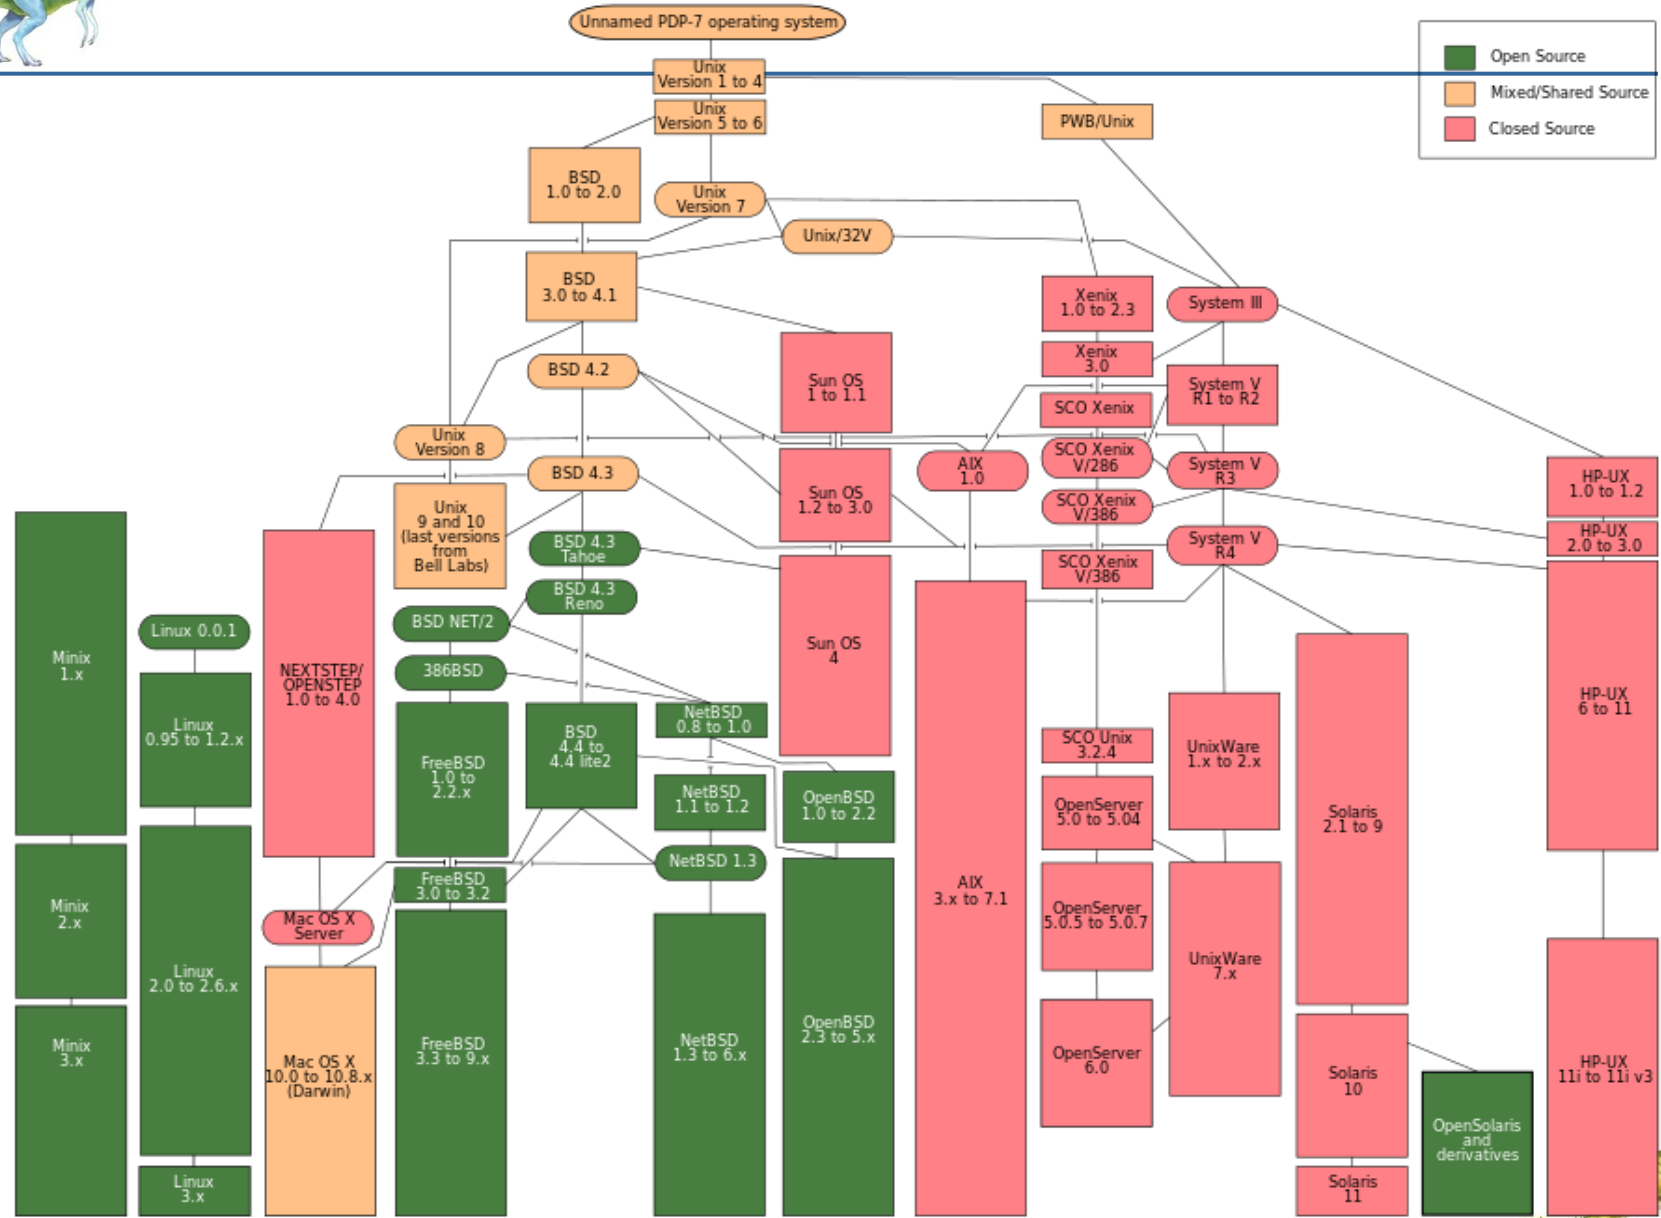 Unnamed PDP-7 operating system
Unix
Version 1 to 4
Open Source
Mixed/Shared Source
Closed Source
Unix
Version 5 to 6
PWB/Unix
BSD
1.0 to 2.0
Unix
Version 7
Unix/32V
BSD
3.0 to 4.1
Xenix
1.0 to 2.3
System III
Sun OS
1 to 1.1
Xenix
3.0
BSD 4.2
System V
R1 to R2
SCO Xenix
Unix
Version 8
SCO Xenix
V/286
AIX
1.0
System V
R3
BSD 4.3
HP-UX
1.0 to 1.2
Sun OS
1.2 to 3.0
Unix
9 and 10
(last versions
from
Bell Labs)
SCO Xenix
V/386
HP-UX
2.0 to 3.0
BSD 4.3
Tahoe
System V
R4
SCO Xenix
V/386
BSD 4.3
Reno
BSD NET/2
Linux 0.0.1
Minix
1.x
NEXTSTEP/
OPENSTEP
1.0 to 4.0
386BSD
Sun OS
4
HP-UX
6 to 11
Linux
0.95 to 1.2.x
FreeBSD
1.0 to
2.2.x
BSD
4.4 to
4.4 lite2
NetBSD
0.8 to 1.0
SCO Unix
3.2.4
UnixWare
1.x to 2.x
NetBSD
1.1 to 1.2
OpenBSD
1.0 to 2.2
OpenServer
5.0 to 5.04
Solaris
2.1 to 9
NetBSD 1.3
FreeBSD
3.0 to 3.2
AIX
3.x to 7.1
Minix
2.x
Mac OS X
Server
OpenServer
5.0.5 to 5.0.7
Linux
2.0 to 2.6.x
UnixWare
7.x
Minix
3.x
Mac OS X
10.0 to 10.8.x
(Darwin)
FreeBSD
3.3 to 9.x
NetBSD
1.3 to 6.x
OpenBSD
2.3 to 5.x
OpenServer
6.0
Solaris
10
HP-UX
11i to 11i v3
OpenSolaris
and
derivatives
Linux
3.x
Solaris
11